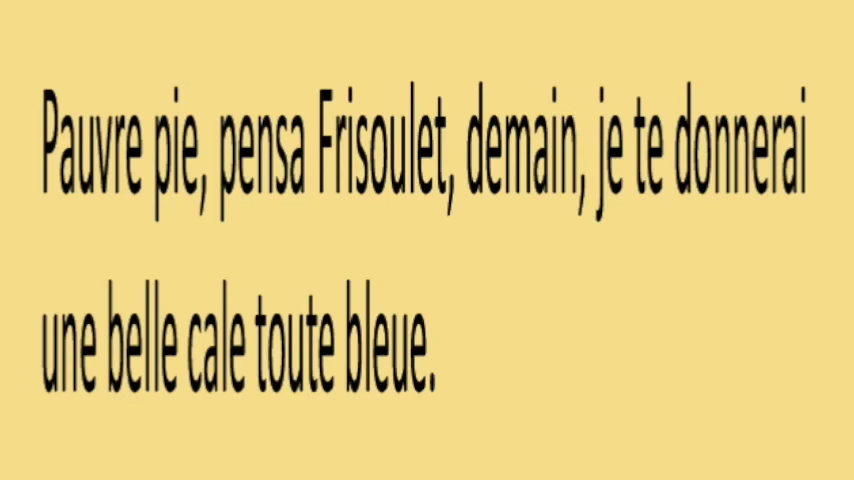 Pauvre pie, pensa Frisoulet, demain, je te donnerai
une belle cale toute bleue.